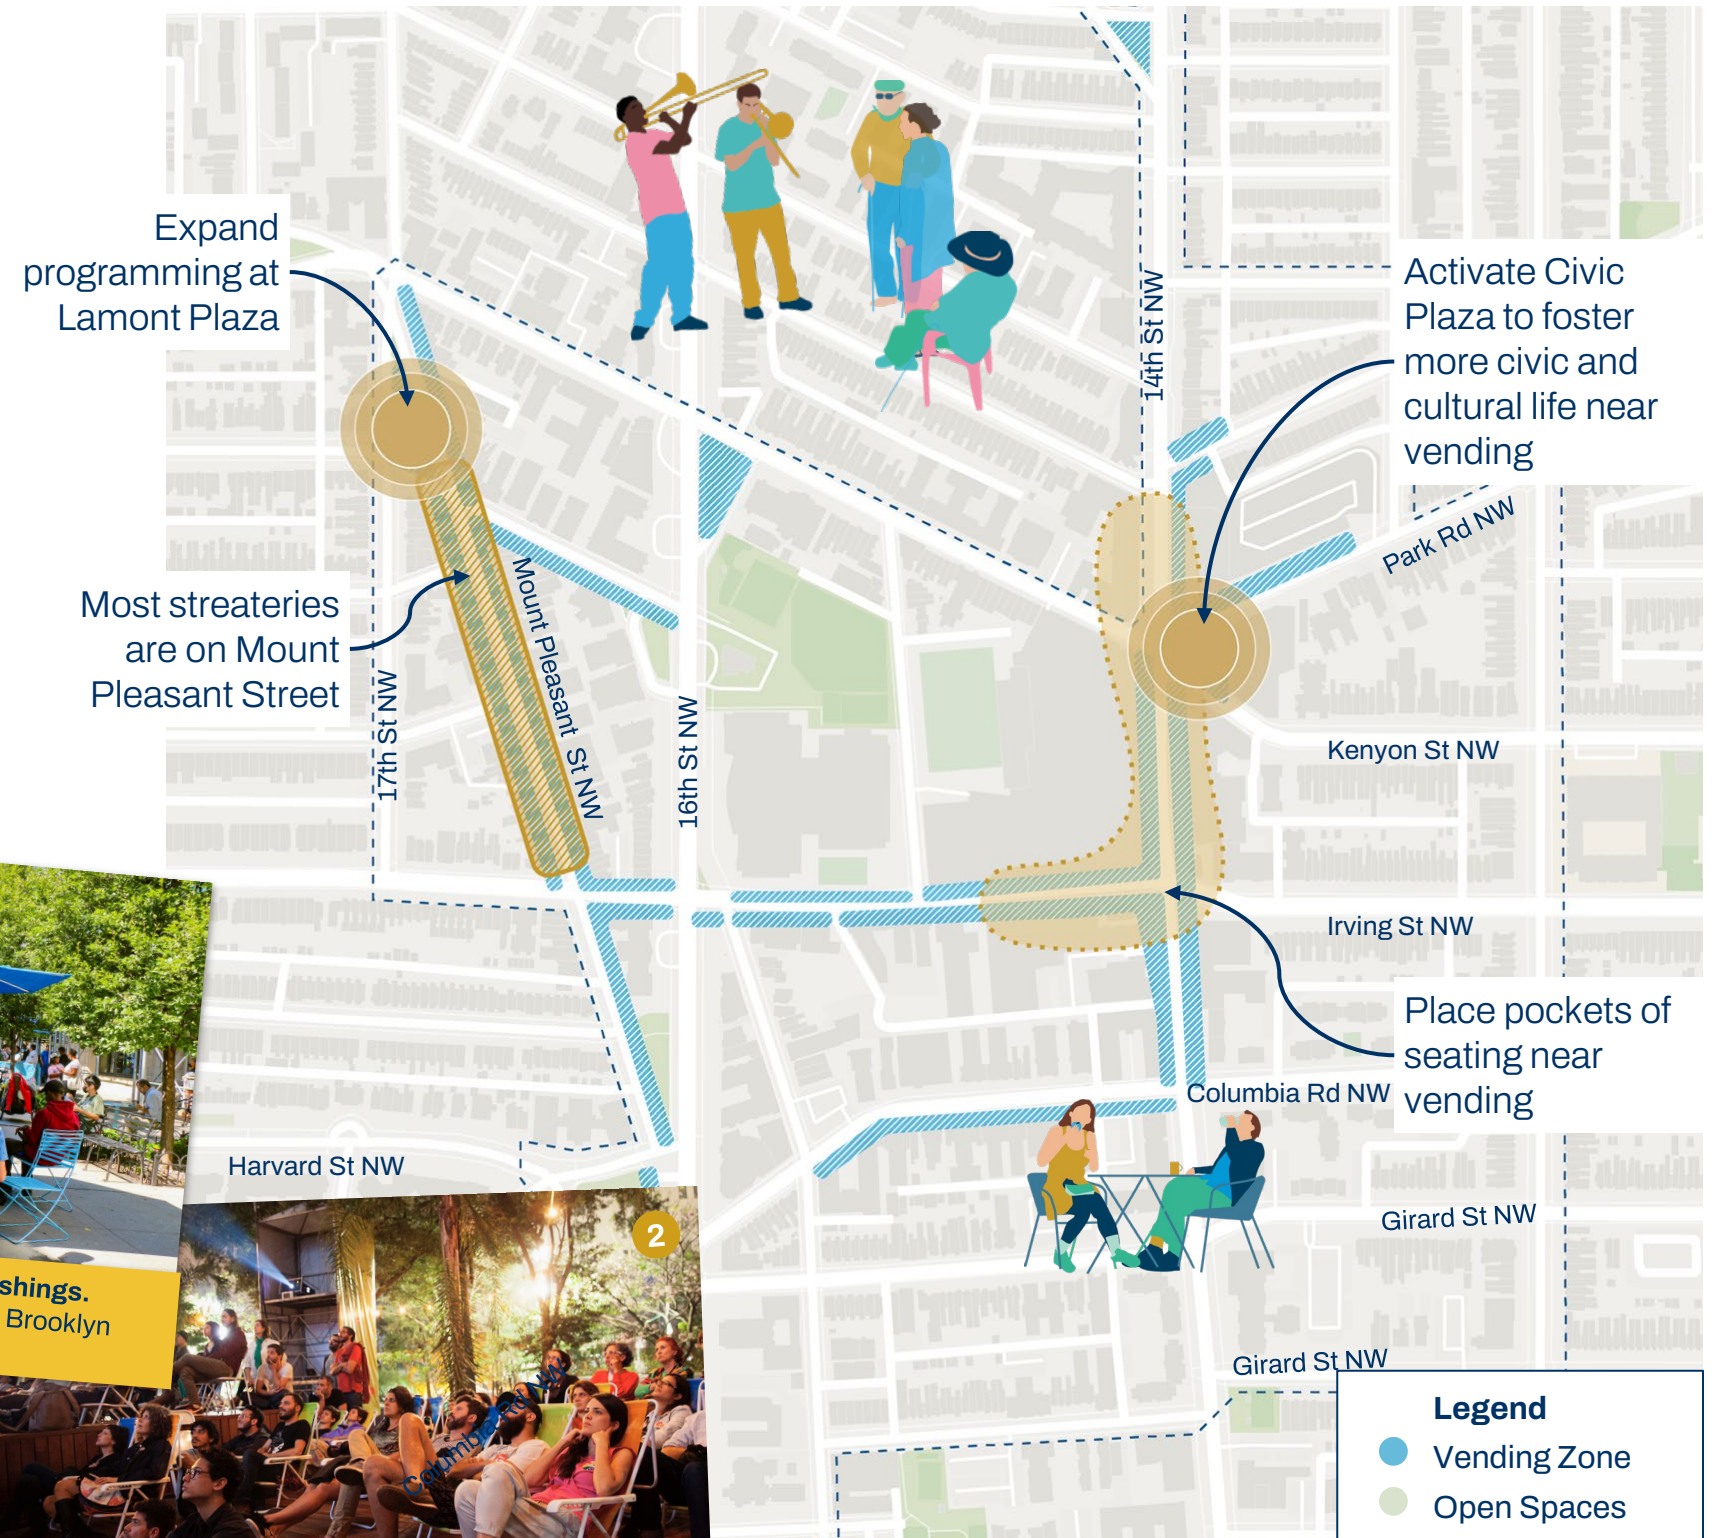 Expand
programming at
Lamont Plaza
Activate Civic
Plaza to foster
more civic and
cultural life near
vending
14th St NW
Park Rd NW
Most streateries
are on Mount
Pleasant Street
Mount Pleasant St NW
17th St NW
16th St NW
Kenyon St NW
Irving St NW
Place pockets of
seating near
vending
Columbia Rd NW
Harvard St NW
Girard St NW
2
shings.
Brooklyn
Girard St NW
Columbia Rd NW
Legend
Vending Zone
Open Spaces